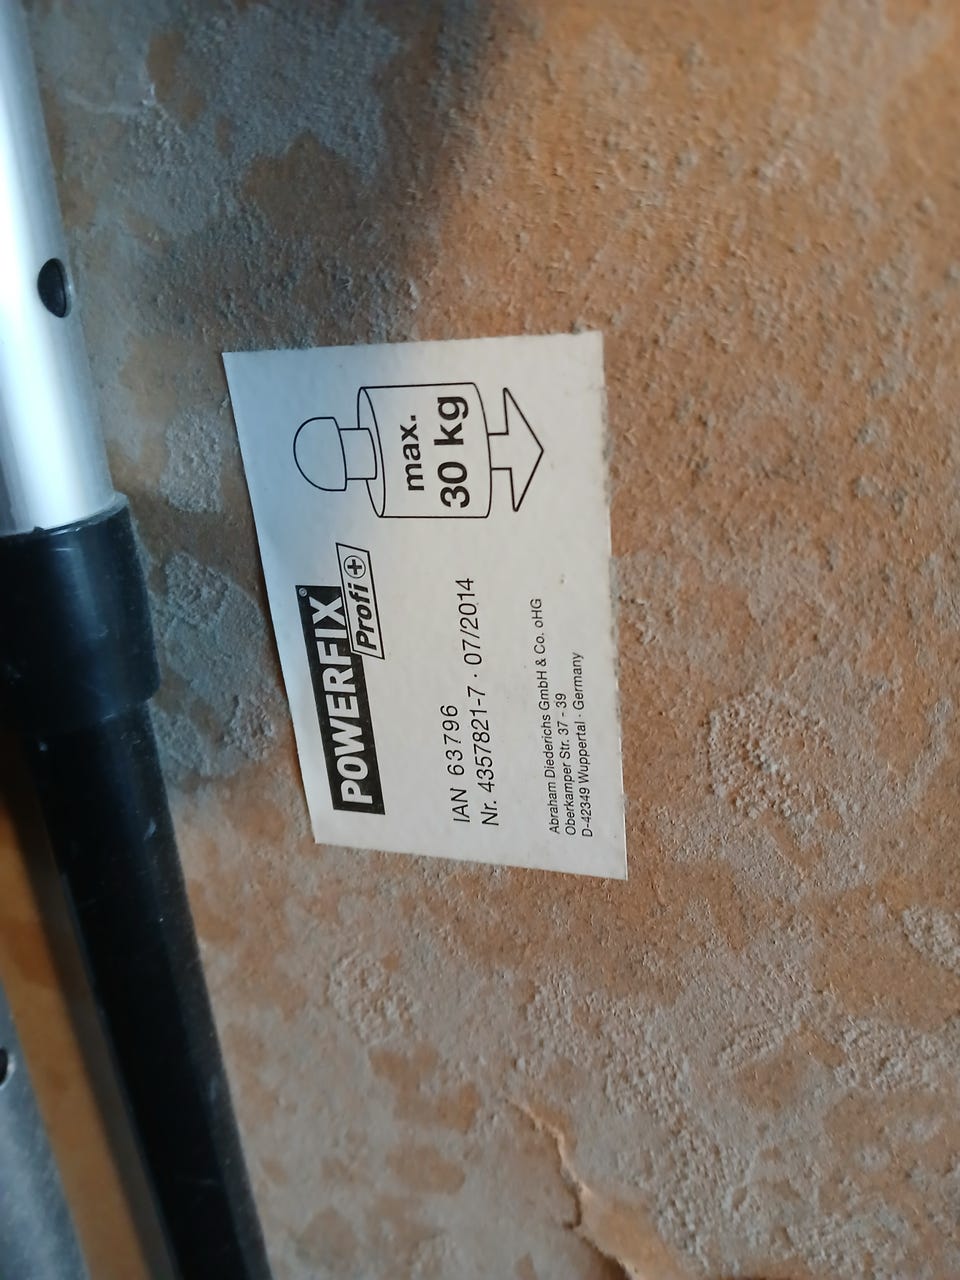 POWERFIX®
Profi+
max.
30 kg
IAN 63796
Nr. 4357821-7 · 07/2014
Abraham Diederichs GmbH & Co. oHG
Oberkamper Str. 37 - 39
D-42349 Wuppertal · Germany